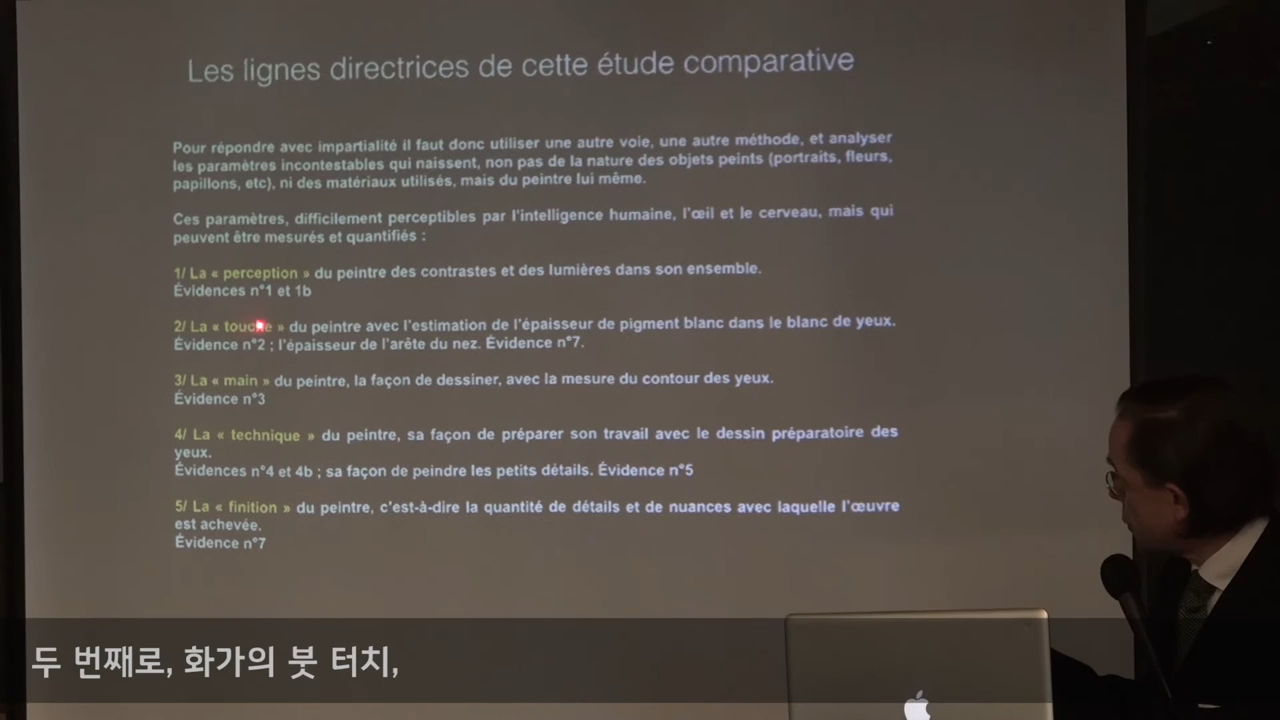 Les lignes directrices de cette étude comparative
Pour répondre avec impartialité il faut donc utiliser une autre voie, une autre méthode, et analyser
les paramètres incontestables qui naissent, non pas de la nature des objets peints (portraits, fleurs,
papillons, etc), ni des matériaux utilisés, mais du peintre lui même.
Ces paramètres, difficilement perceptibles par l'intelligence humaine, l'œil et le cerveau, mais qui
peuvent être mesurés et quantifiés :
1/ La « perception » du peintre des contrastes et des lumières dans son ensemble.
Évidences n°1 et 1b
2/ La « touche » du peintre avec l'estimation de l'épaisseur de pigment blanc dans le blanc de yeux.
Évidence n°2 ; l'épaisseur de l'arête du nez. Évidence n°7.
3/ La « main » du peintre, la façon de dessiner, avec la mesure du contour des yeux.
Évidence n°3
4/ La « technique » du peintre, sa façon de préparer son travail avec le dessin préparatoire des
yeux.
Évidences n°4 et 4b ; sa façon de peindre les petits détails. Évidence n°5
5/ La « finition » du peintre, c'est-à-dire la quantité de détails et de nuances avec laquelle l'œuvre
est achevée.
Évidence n°7
두 번째로, 화가의 붓 터치,